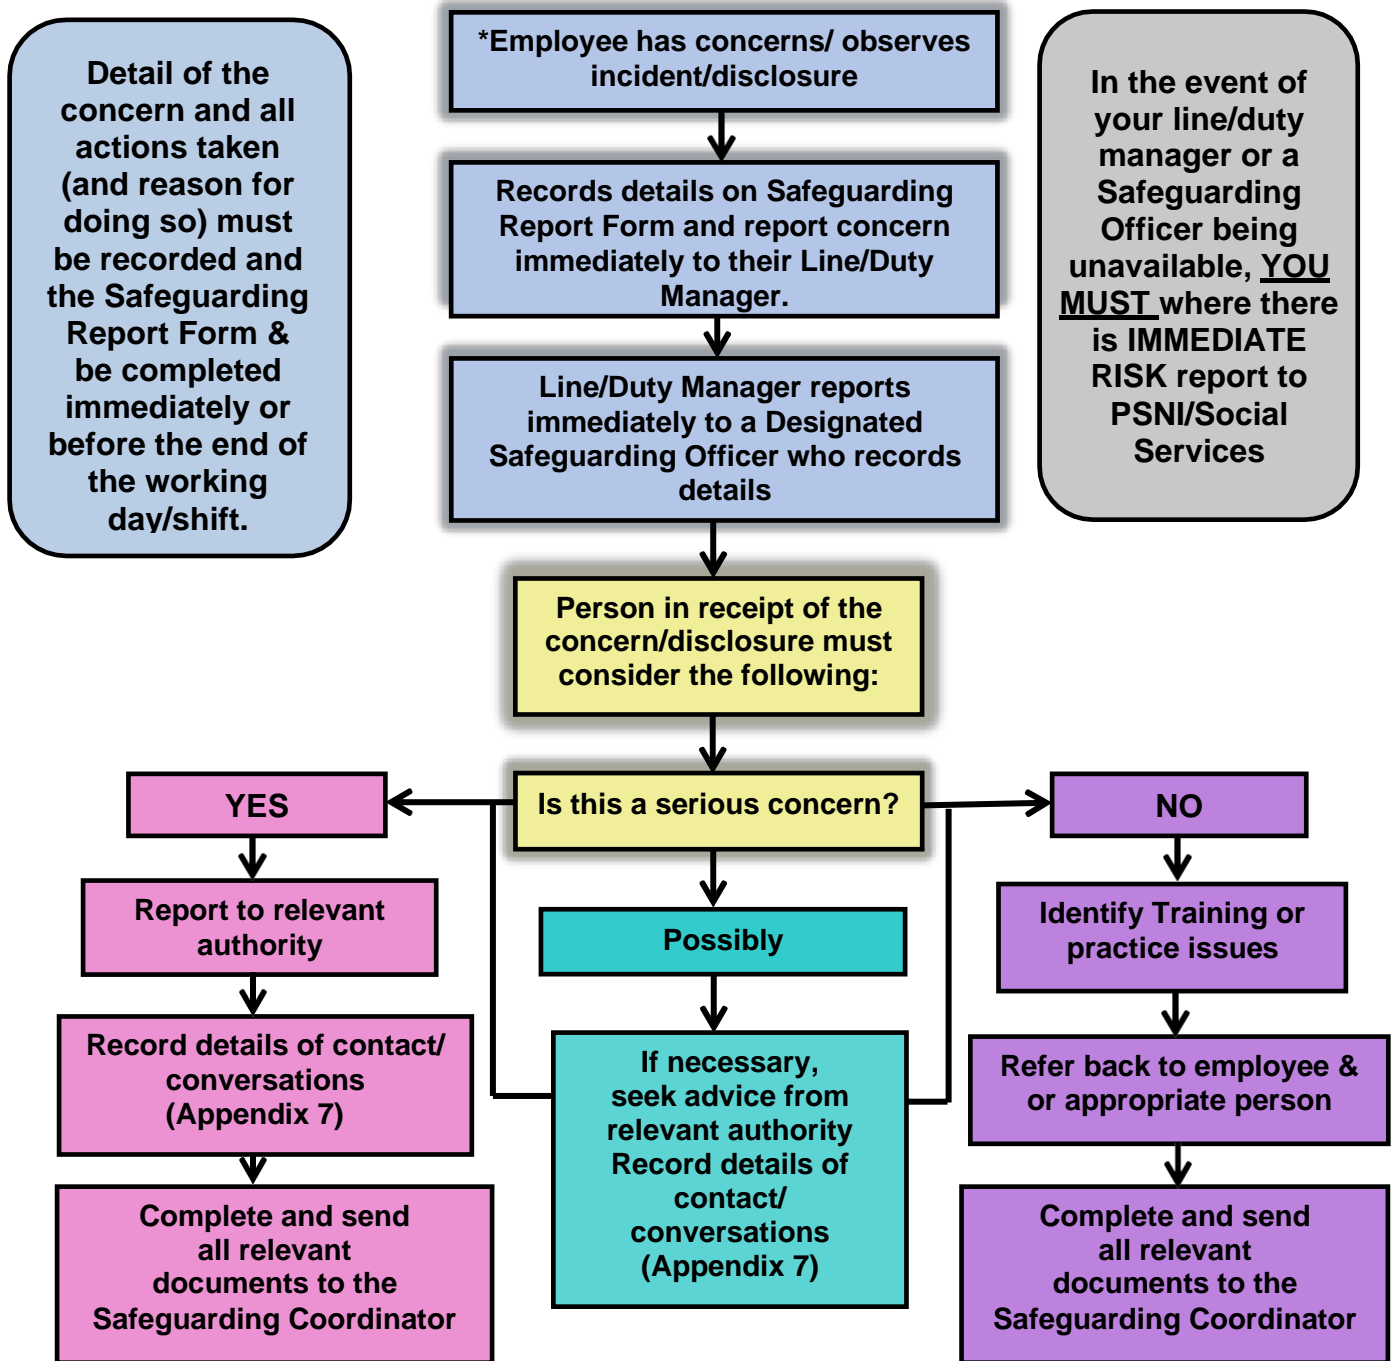 Detail of the
concern and all
actions taken
(and reason for
doing so) must
be recorded and
the Safeguarding
Report Form &
be completed
immediately or
before the end of
the working
day/shift.
*Employee has concerns/ observes
incident/disclosure
In the event of
your line/duty
manager or a
Safeguarding
Officer being
unavailable, YOU
MUST where there
is IMMEDIATE
RISK report to
PSNI/Social
Services
Records details on Safeguarding
Report Form and report concern
immediately to their Line/Duty
Manager.
Line/Duty Manager reports
immediately to a Designated
Safeguarding Officer who records
details
Person in receipt of the
concern/disclosure must
consider the following:
Is this a serious concern?
YES
Report to relevant
authority
Record details of contact/
conversations
(Appendix 7)
Complete and send
all relevant
documents to the
Safeguarding Coordinator
Possibly
If necessary,
seek advice from
relevant authority
Record details of
contact/
conversations
(Appendix 7)
NO
Identify Training or
practice issues
Refer back to employee &
or appropriate person
Complete and send
all relevant
documents to the
Safeguarding Coordinator